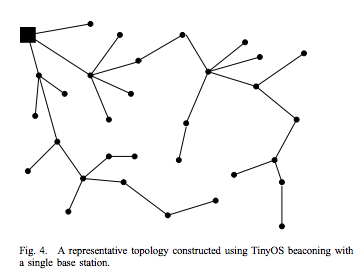 Fig. 4. A representative topology constructed using TinyOS beaconing with
a single base station.